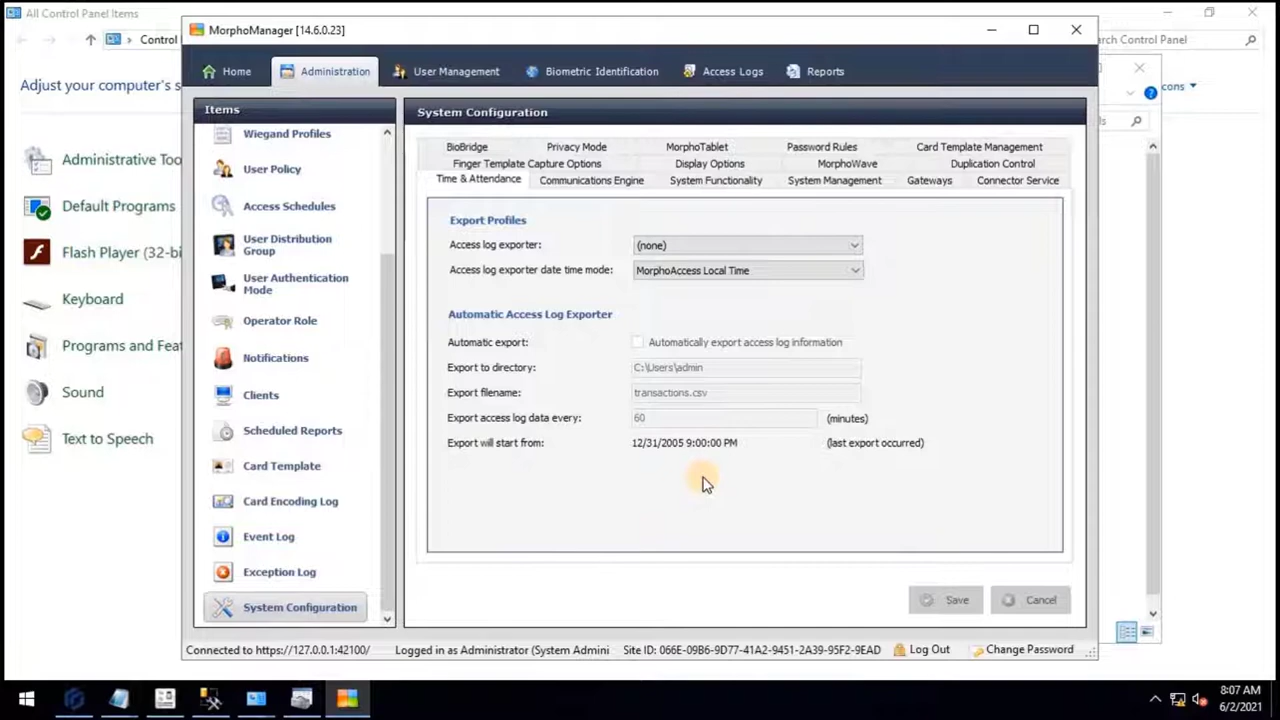 All Control Panel Items
Control
arch Control Panel
Adjust your computer's s
cons
ls
Administrative Too
Default Programs
Flash Player (32-bi
Keyboard
Programs and Feat
Sound
Text to Speech
MorphoManager [14.6.0.23]
Home
Administration
User Management
Biometric Identification
Access Logs
Reports
Items
Wiegand Profiles
User Policy
Access Schedules
User Distribution
Group
User Authentication
Mode
Operator Role
Notifications
Clients
Scheduled Reports
Card Template
Card Encoding Log
Event Log
Exception Log
System Configuration
System Configuration
BioBridge Privacy Mode MorphoTablet Password Rules Card Template Management
Finger Template Capture Options Display Options MorphoWave Duplication Control
Time & Attendance Communications Engine System Functionality System Management Gateways Connector Service
Export Profiles
Access log exporter: (none)
Access log exporter date time mode: MorphoAccess Local Time
Automatic Access Log Exporter
Automatic export: Automatically export access log information
Export to directory: C:\Users\admin
Export filename: transactions.csv
Export access log data every: 60 (minutes)
Export will start from: 12/31/2005 9:00:00 PM (last export occurred)
Save Cancel
Connected to https://127.0.0.1:42100/ Logged in as Administrator (System Admini Site ID: 066E-09B6-9D77-41A2-9451-2A39-95F2-9EAD Log Out Change Password
8:07 AM
6/2/2021